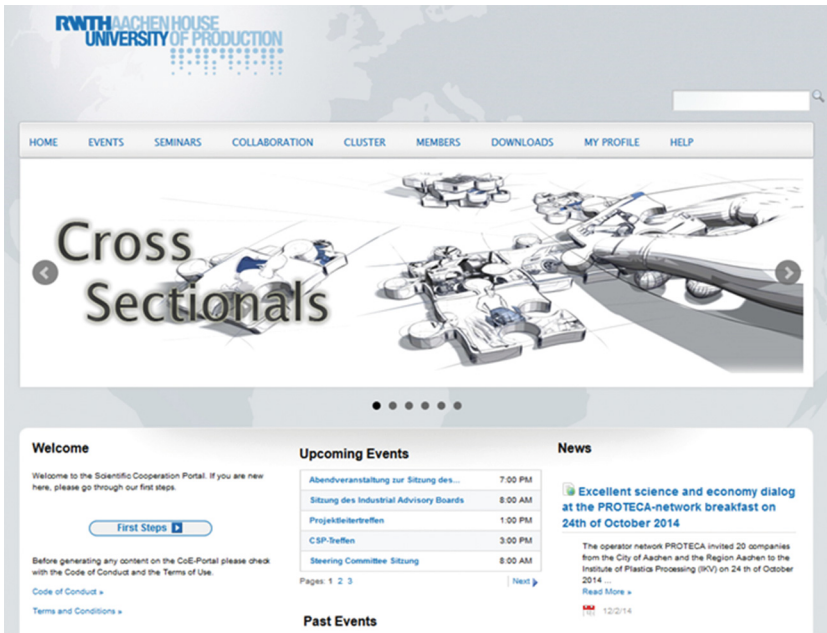 RWTH AACHEN HOUSE
UNIVERSITY OF PRODUCTION
HOME EVENTS SEMINARS COLLABORATION CLUSTER MEMBERS DOWNLOADS MY PROFILE HELP
Cross
Sectionals
Welcome
Welcome to the Scientific Cooperation Portal. If you are new
here, please go through our first steps.
First Steps
Before generating any content on the CoE-Portal please check
with the Code of Conduct and the Terms of Use.
Code of Conduct »
Terms and Conditions »
Upcoming Events
Abendveranstaltung zur Sitzung des... 7:00 PM
Sitzung des Industrial Advisory Boards 8:00 AM
Projektleitertreffen 1:00 PM
CSP-Treffen 3:00 PM
Steering Committee Sitzung 8:00 AM
Pages: 1 2 3 Next
Past Events
News
Excellent science and economy dialog
at the PROTECA-network breakfast on
24th of October 2014
The operator network PROTECA invited 20 companies
from the City of Aachen and the Region Aachen to the
Institute of Plastics Processing (IKV) on 24 th of October
2014 ...
Read More »
12/2/14